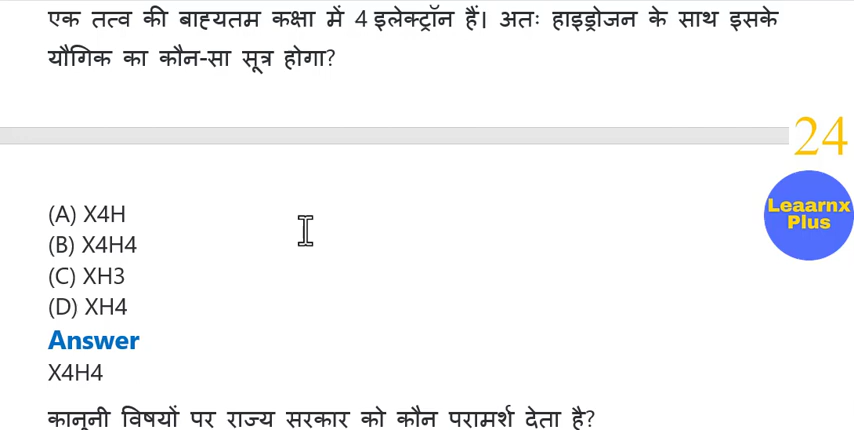 एक तत्व की बाह्यतम कक्षा में 4 इलेक्ट्रॉन हैं। अतः हाइड्रोजन के साथ इसके
यौगिक का कौन-सा सूत्र होगा?
24
Leaarnx
Plus
(A) X4H
(B) X4H4
(C) XH3
(D) XH4
Answer
X4H4
कानूनी विषयों पर राज्य सरकार को कौन परामर्श देता है?